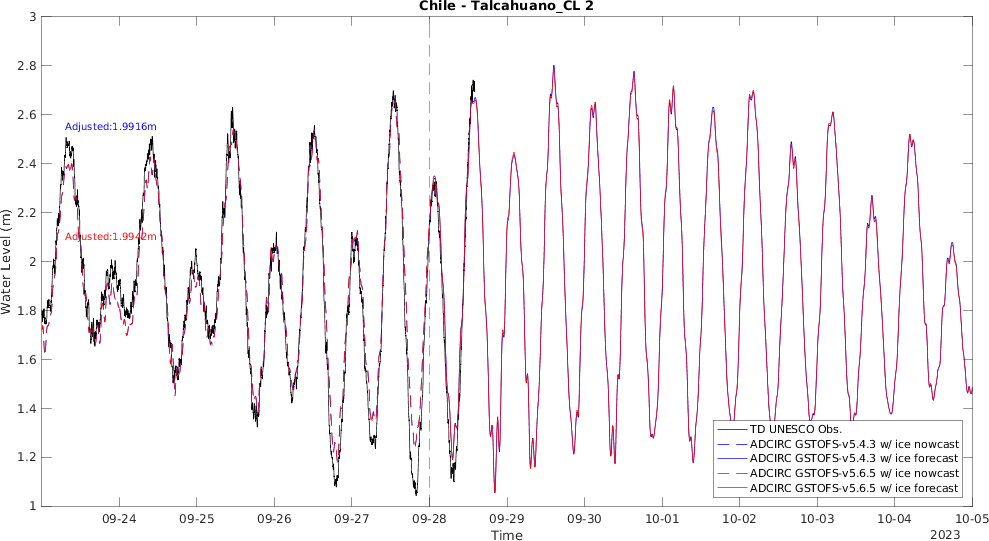 Chile - Talcahuano_CL 2
3
2.8
2.6
2.4
2.2
2
1.8
1.6
1.4
1.2
1
Water Level (m)
Adjusted:1.9916m
Adjusted:1.9942m
TD UNESCO Obs.
ADCIRC GSTOFS-v5.4.3 w/ ice nowcast
ADCIRC GSTOFS-v5.4.3 w/ ice forecast
ADCIRC GSTOFS-v5.6.5 w/ ice nowcast
ADCIRC GSTOFS-v5.6.5 w/ ice forecast
09-24 09-25 09-26 09-27 09-28 09-29 09-30 10-01 10-02 10-03 10-04 10-05
Time
2023